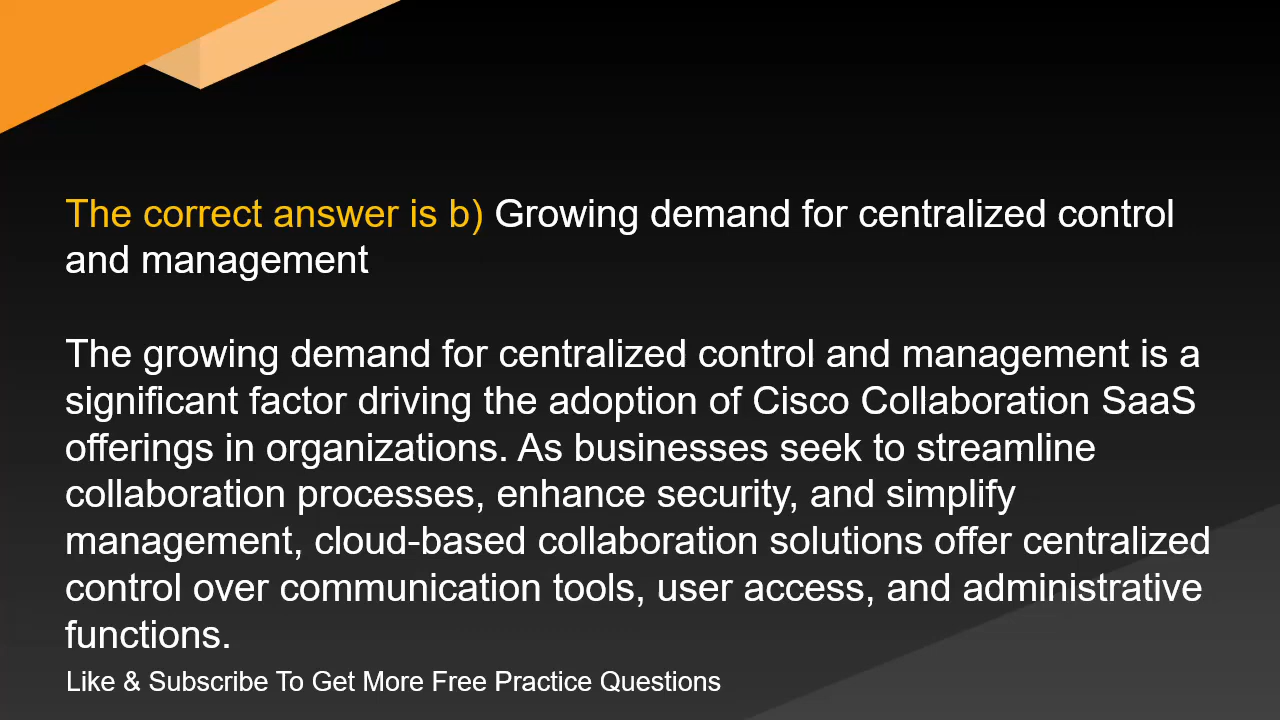 The correct answer is b) Growing demand for centralized control
and management
The growing demand for centralized control and management is a
significant factor driving the adoption of Cisco Collaboration SaaS
offerings in organizations. As businesses seek to streamline
collaboration processes, enhance security, and simplify
management, cloud-based collaboration solutions offer centralized
control over communication tools, user access, and administrative
functions.
Like & Subscribe To Get More Free Practice Questions